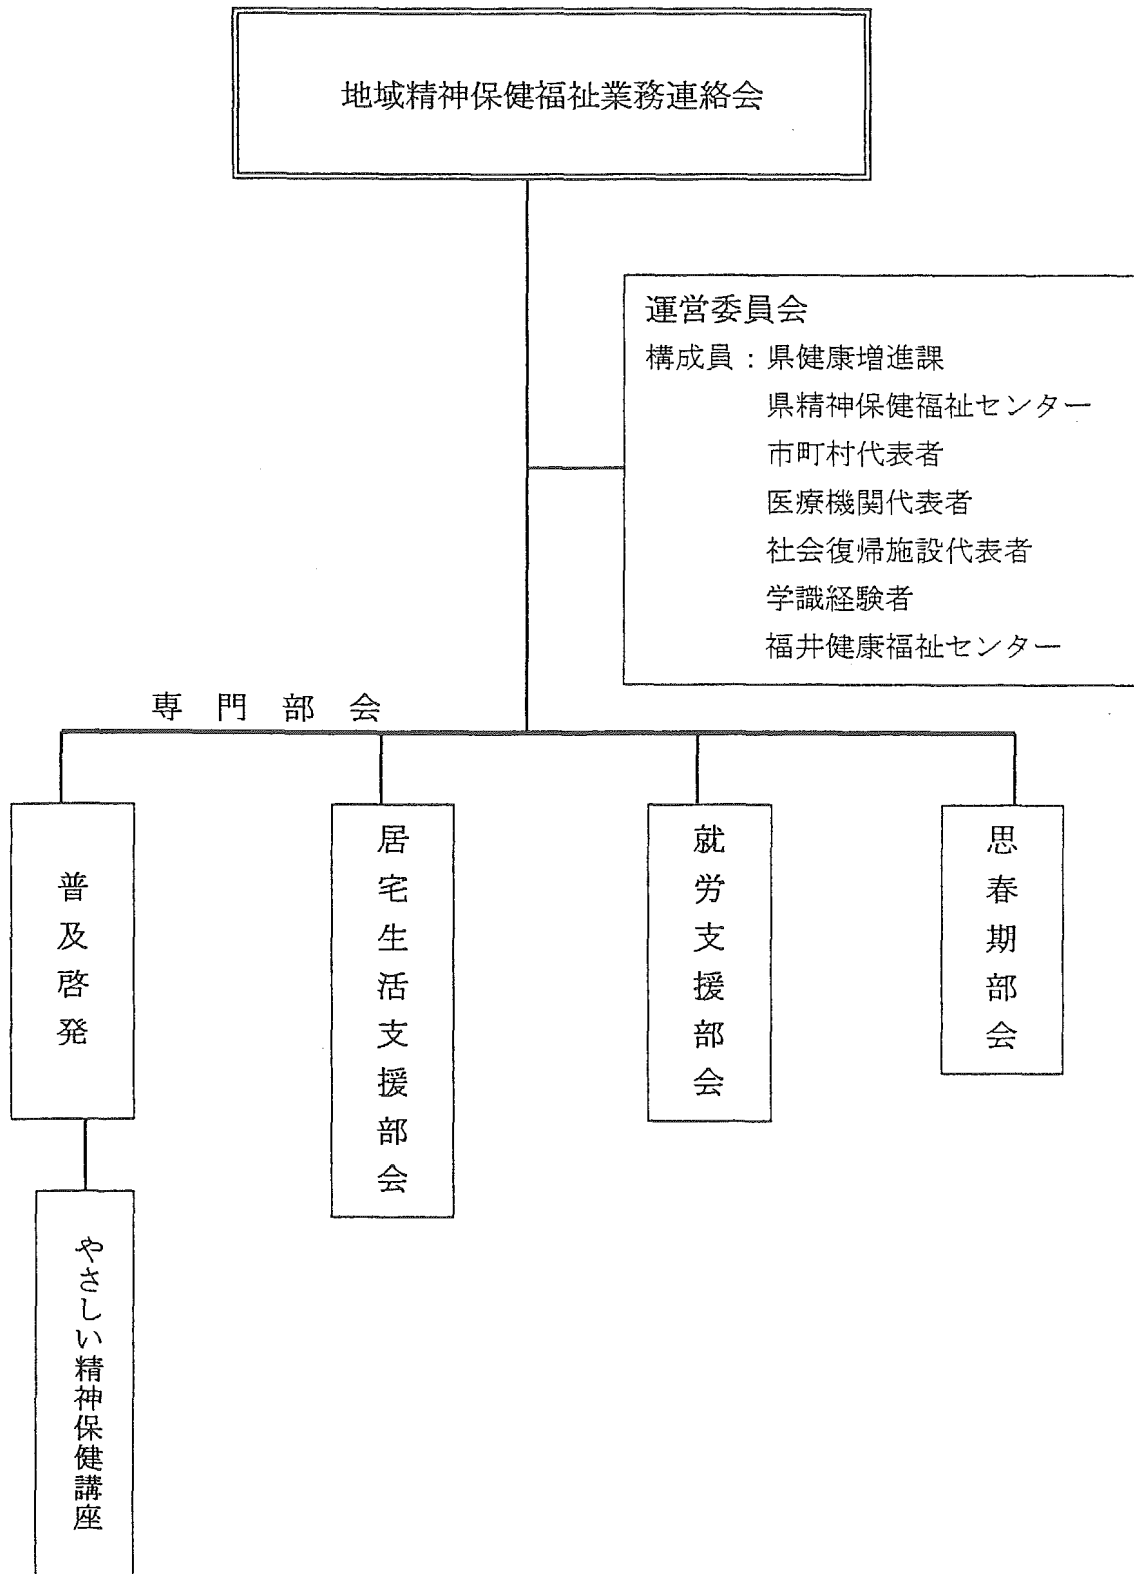 地域精神保健福祉業務連絡会
運営委員会
構成員：県健康増進課
県精神保健福祉センター
市町村代表者
医療機関代表者
社会復帰施設代表者
学識経験者
福井健康福祉センター
専門部会
普及啓発
居宅生活支援部会
就労支援部会
思春期部会
やさしい精神保健講座